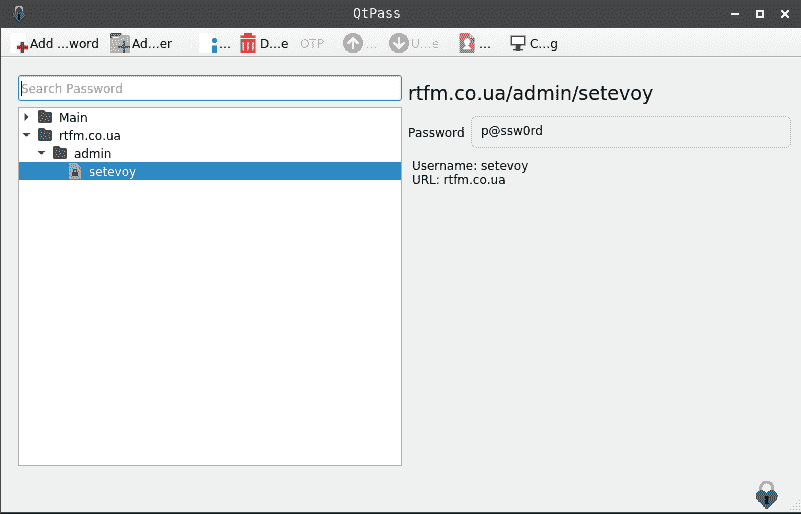 QtPass
Add ...word Ad...er i... D...e OTP ... U...e ... C...g
Search Password
Main
rtfm.co.ua
admin
setevoy
rtfm.co.ua/admin/setevoy
Password p@ssw0rd
Username: setevoy
URL: rtfm.co.ua